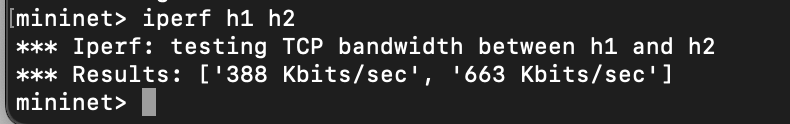 [mininet> iperf h1 h2
*** Iperf: testing TCP bandwidth between h1 and h2
*** Results: ['388 Kbits/sec', '663 Kbits/sec']
mininet>